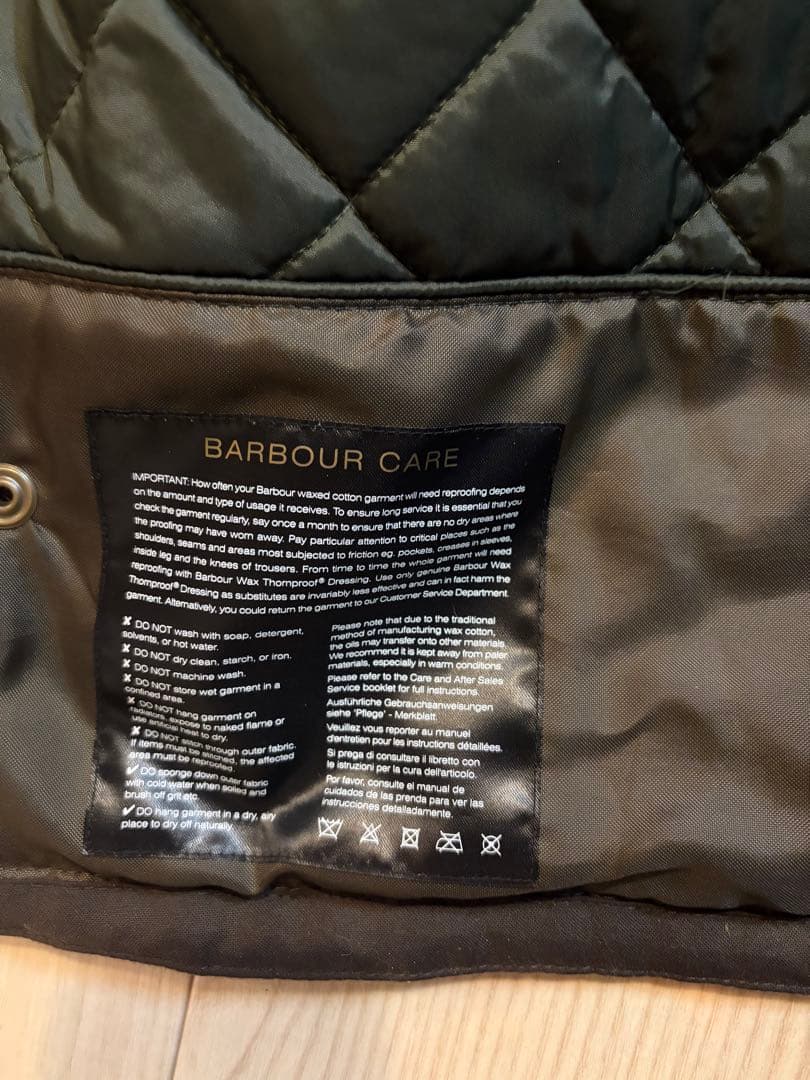 BARBOUR CARE
IMPORTANT: How often your Barbour waxed cotton garment will need reproofing depends
on the amount and type of usage it receives. To ensure long service it is essential that you
check the garment regularly, say once a month to ensure that there are no dry areas where
the proofing may have worn away. Pay particular attention to critical places such as the
shoulders, seams and areas most subjected to friction eg. pockets, creases in sleeves,
inside leg and the knees of trousers. From time to time the whole garment will need
reproofing with Barbour Wax Thornproof® Dressing. Use only genuine Barbour Wax
Thornproof® Dressing as substitutes are invariably less effective and can in fact harm the
garment. Alternatively, you could return the garment to our Customer Service Department.
✘ DO NOT wash with soap, detergent,
solvents, or hot water.
✘ DO NOT dry clean, starch, or iron.
✘ DO NOT machine wash.
✘ DO NOT store wet garment in a
confined area.
✘ DO NOT hang garment on
radiators, expose to naked flame or
use artificial heat to dry.
✘ DO NOT stitch through outer fabric.
If items must be stitched, the affected
area must be reproofed.
✔ DO sponge down outer fabric
with cold water when soiled and
brush off grit etc.
✔ DO hang garment in a dry, airy
place to dry off naturally.
Please note that due to the traditional
method of manufacturing wax cotton,
the oils may transfer onto other materials.
We recommend it is kept away from paler
materials, especially in warm conditions.
Please refer to the Care and After Sales
Service booklet for full instructions.
Ausführliche Gebrauchsanweisungen
siehe 'Pflege' - Merkblatt.
Veuillez vous reporter au manuel
d'entretien pour les instructions détaillées.
Si prega di consultare il libretto con
le istruzioni per la cura dell'articolo.
Por favor, consulte el manual de
cuidados de las prenda para ver las
instrucciones detalladamente.